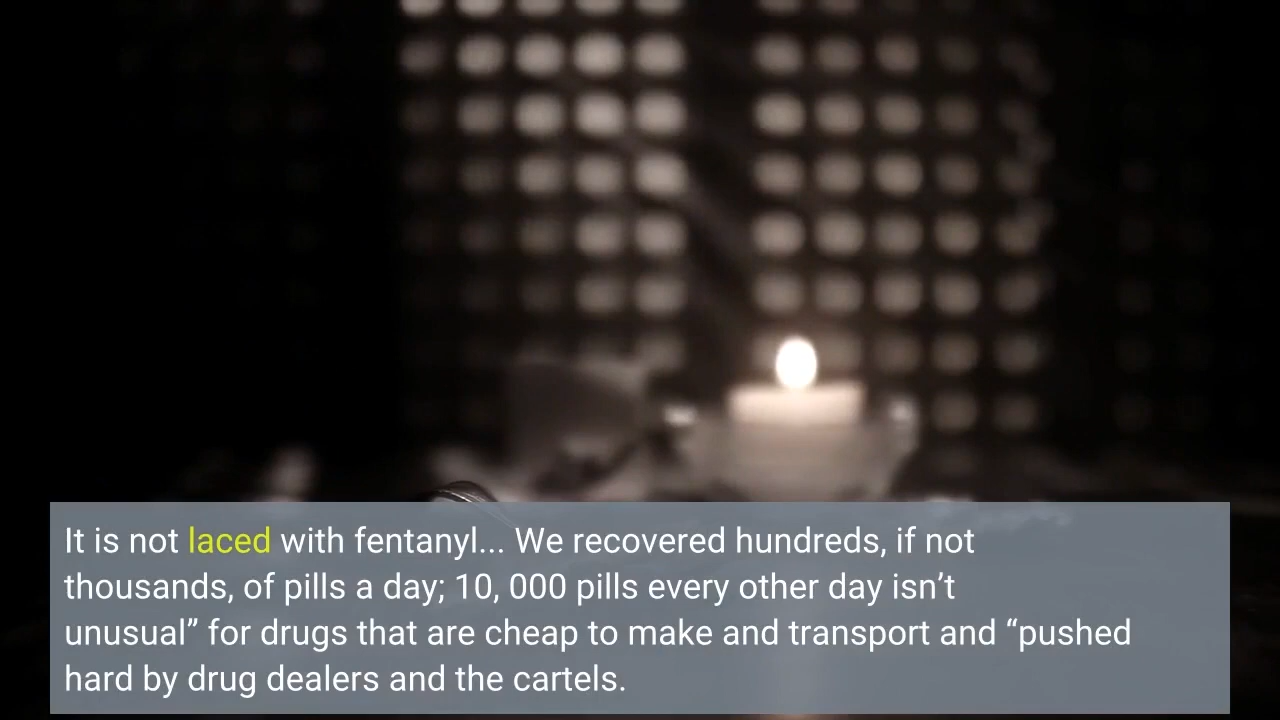 It is not laced with fentanyl... We recovered hundreds, if not
thousands, of pills a day; 10, 000 pills every other day isn’t
unusual” for drugs that are cheap to make and transport and “pushed
hard by drug dealers and the cartels.